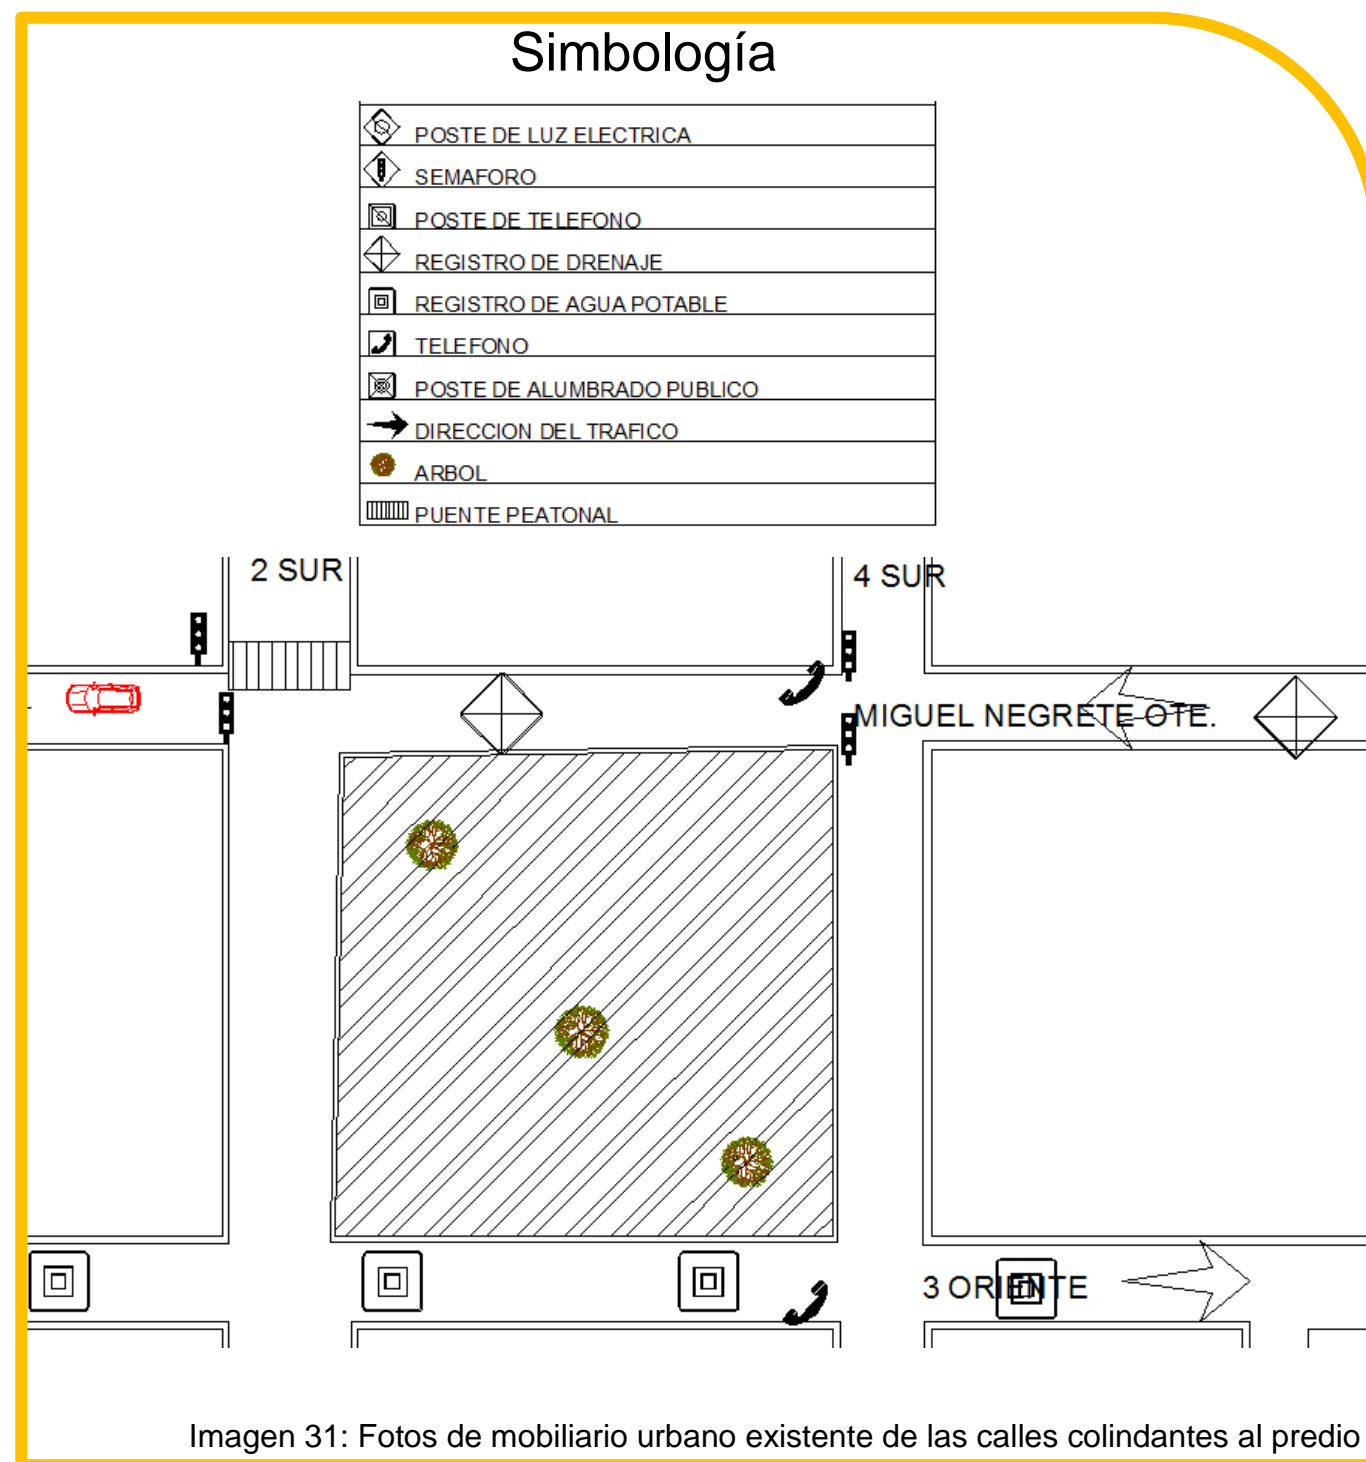 Simbología
POSTE DE LUZ ELECTRICA
SEMAFORO
POSTE DE TELEFONO
REGISTRO DE DRENAJE
REGISTRO DE AGUA POTABLE
TELEFONO
POSTE DE ALUMBRADO PUBLICO
DIRECCION DEL TRAFICO
ARBOL
PUENTE PEATONAL
2 SUR
4 SUR
MIGUEL NEGRETE OTE.
3 ORIENTE
Imagen 31: Fotos de mobiliario urbano existente de las calles colindantes al predio